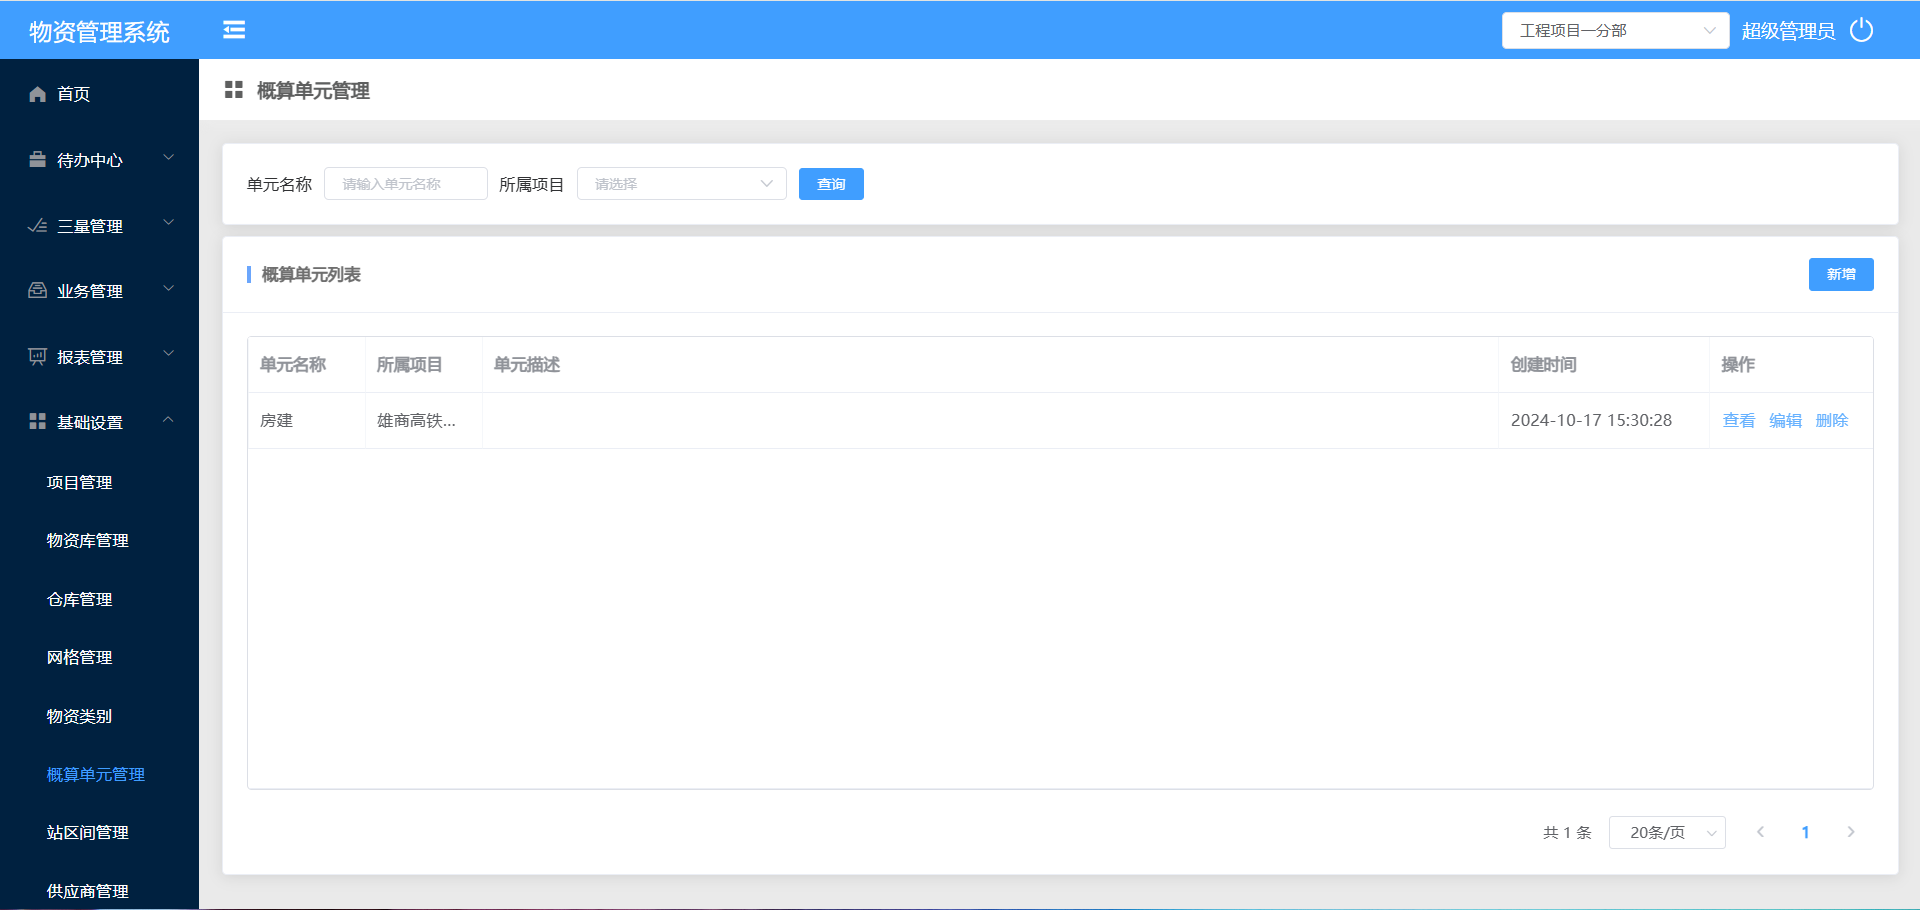 物资管理系统
工程项目一分部
超级管理员
首页
待办中心
三量管理
业务管理
报表管理
基础设置
项目管理
物资库管理
仓库管理
网格管理
物资类别
概算单元管理
站区间管理
供应商管理
概算单元管理
单元名称 请输入单元名称 所属项目 请选择 查询
概算单元列表 新增
单元名称 所属项目 单元描述 创建时间 操作
房建 雄商高铁... 2024-10-17 15:30:28 查看 编辑 删除
共 1 条 20条/页 1